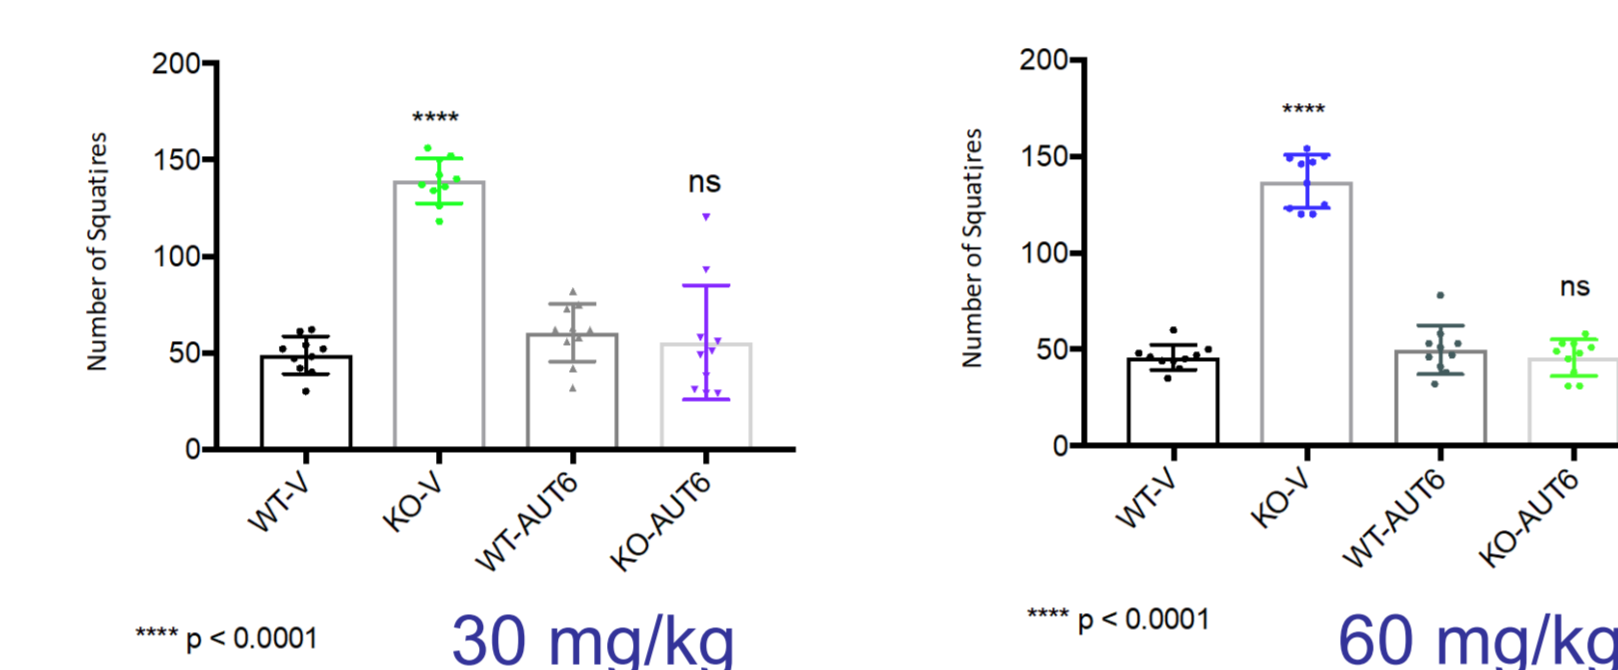 200
150
100
50
0
Number of Squatires
****
ns
WT-V
KO-V
WT-AUT6
KO-AUT6
**** p < 0.0001
30 mg/kg
200
150
100
50
0
Number of Squatires
****
ns
WT-V
KO-V
WT-AUT6
KO-AUT6
**** p < 0.0001
60 mg/kg